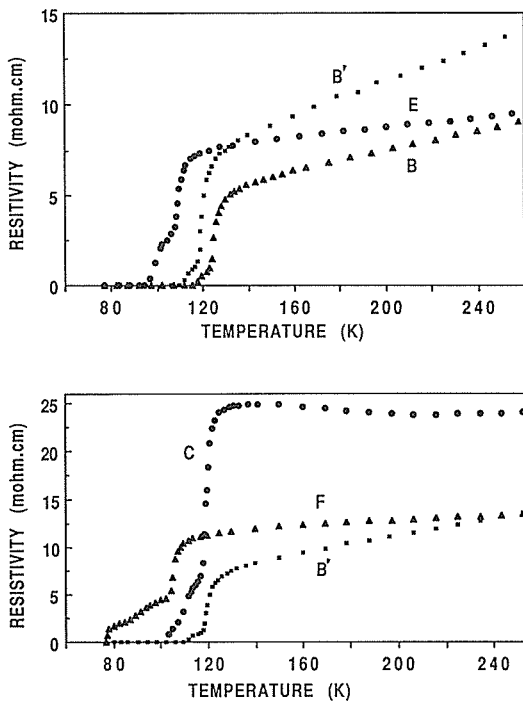 15
10
5
0
RESITIVITY (mohm.cm)
B'
E
B
80 120 160 200 240
TEMPERATURE (K)
25
20
15
10
5
0
RESISTIVITY (mohm.cm)
C
F
B'
80 120 160 200 240
TEMPERATURE (K)